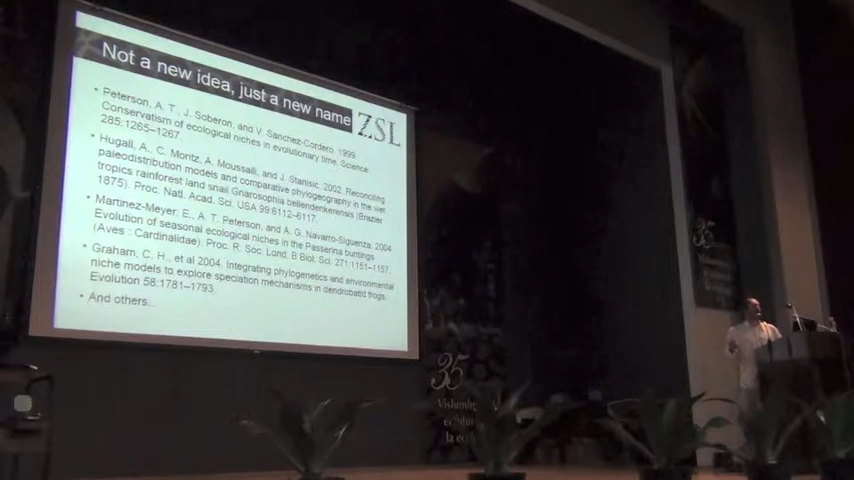 Not a new idea, just a new name
ZSL
• Peterson, A. T., J. Soberon, and V. Sanchez-Cordero. 1999.
Conservatism of ecological niches in evolutionary time. Science
285:1265–1267
• Hugall, A., C. Moritz, A. Moussalli, and J. Stanisic. 2002. Reconciling
paleodistribution models and comparative phylogeography in the wet
tropics rainforest land snail Gnarosophia bellendenkerensis (Brazier
1875). Proc. Natl. Acad. Sci. USA 99:6112–6117.
• Martinez-Meyer, E., A. T. Peterson, and A. G. Navarro-Siguenza. 2004.
Evolution of seasonal ecological niches in the Passerina buntings
(Aves : Cardinalidae). Proc. R. Soc. Lond. B Biol. Sci. 271:1151–1157.
• Graham, C. H., et al 2004. Integrating phylogenetics and environmental
niche models to explore speciation mechanisms in dendrobatid frogs.
Evolution 58:1781–1793.
• And others...
35
35